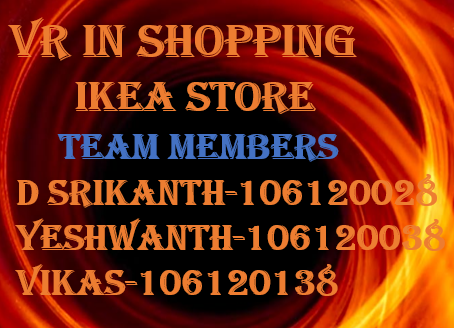 VR IN SHOPPING
IKEA STORE
TEAM MEMBERS
D SRIKANTH-106120028
YESHWANTH-106120038
VIKAS-106120138